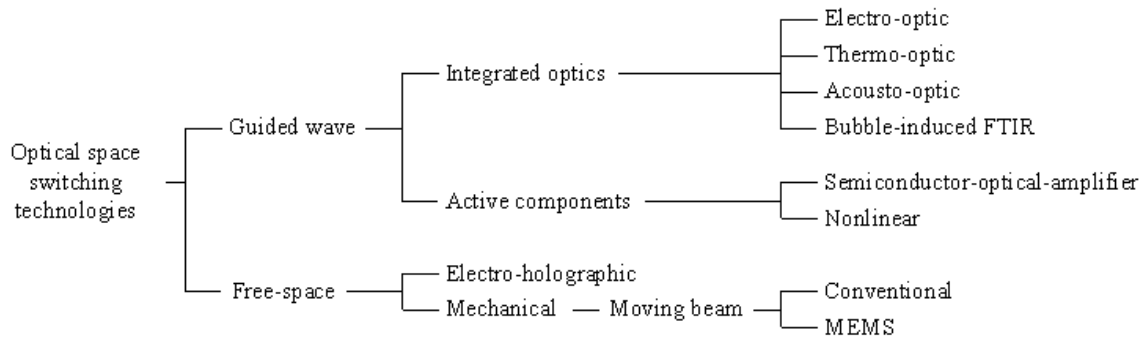 Optical space
switching
technologies
Guided wave
Integrated optics
Electro-optic
Thermo-optic
Acousto-optic
Bubble-induced FTIR
Active components
Semiconductor-optical-amplifier
Nonlinear
Free-space
Electro-holographic
Mechanical
Moving beam
Conventional
MEMS